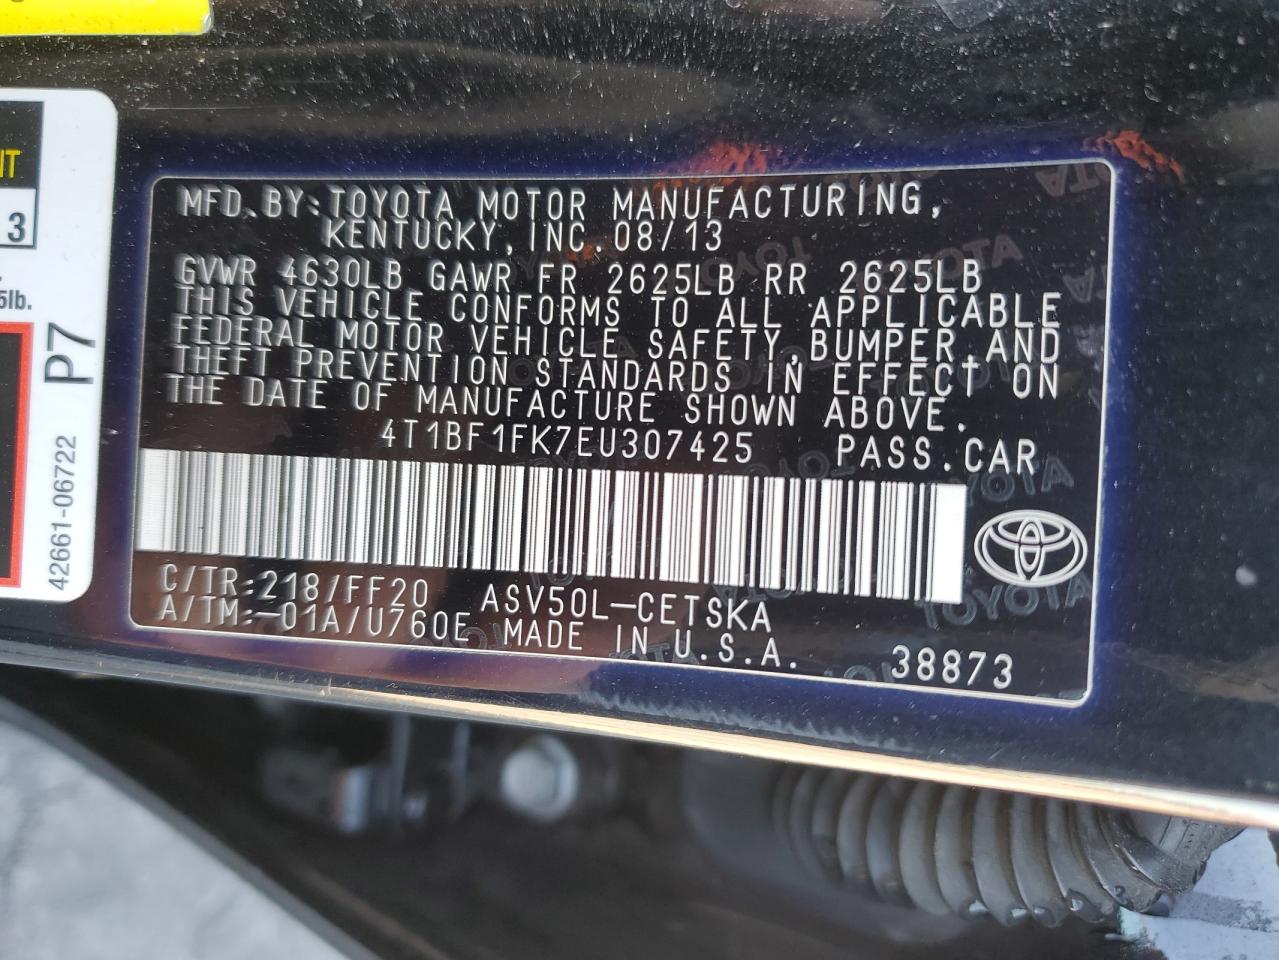 MFD. BY: TOYOTA MOTOR MANUFACTURING,
KENTUCKY, INC. 08/13
GVWR 4630LB GAWR FR 2625LB RR 2625LB
THIS VEHICLE CONFORMS TO ALL APPLICABLE
FEDERAL MOTOR VEHICLE SAFETY, BUMPER, AND
THEFT PREVENTION STANDARDS IN EFFECT ON
THE DATE OF MANUFACTURE SHOWN ABOVE.
4T1BF1FK7EU307425 PASS.CAR
C/TR:218/FF20 ASV50L-CETSKA
A/TM:-01A/U760E MADE IN U.S.A. 38873
3
5lb.
P7
42661-06722